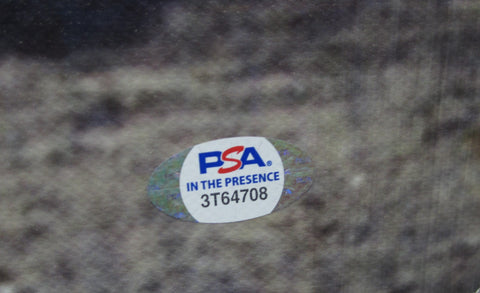 PSA®
IN THE PRESENCE
3T64708